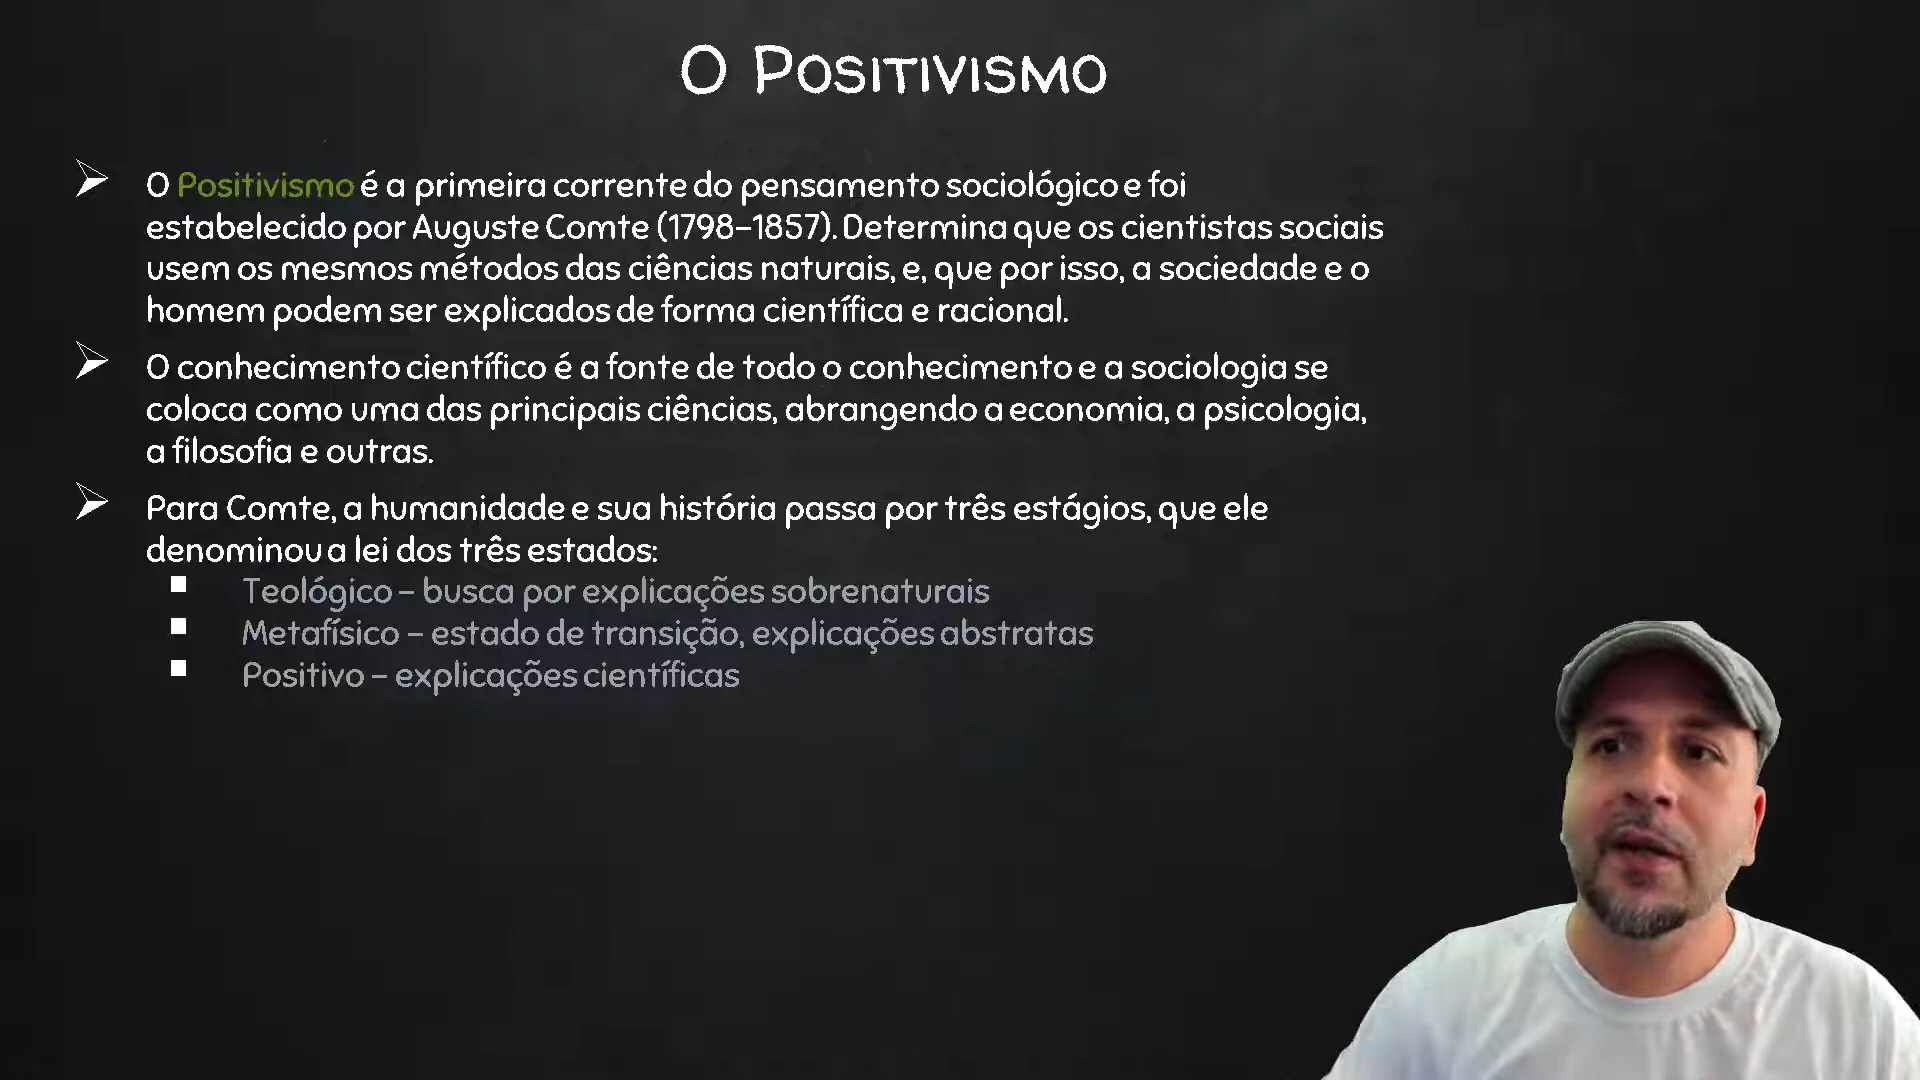 O Positivismo
O Positivismo é a primeira corrente do pensamento sociológico e foi
estabelecido por Auguste Comte (1798-1857). Determina que os cientistas sociais
usem os mesmos métodos das ciências naturais, e, que por isso, a sociedade e o
homem podem ser explicados de forma científica e racional.
O conhecimento científico é a fonte de todo o conhecimento e a sociologia se
coloca como uma das principais ciências, abrangendo a economia, a psicologia,
a filosofia e outras.
Para Comte, a humanidade e sua história passa por três estágios, que ele
denominou a lei dos três estados:
Teológico – busca por explicações sobrenaturais
Metafísico – estado de transição, explicações abstratas
Positivo – explicações científicas